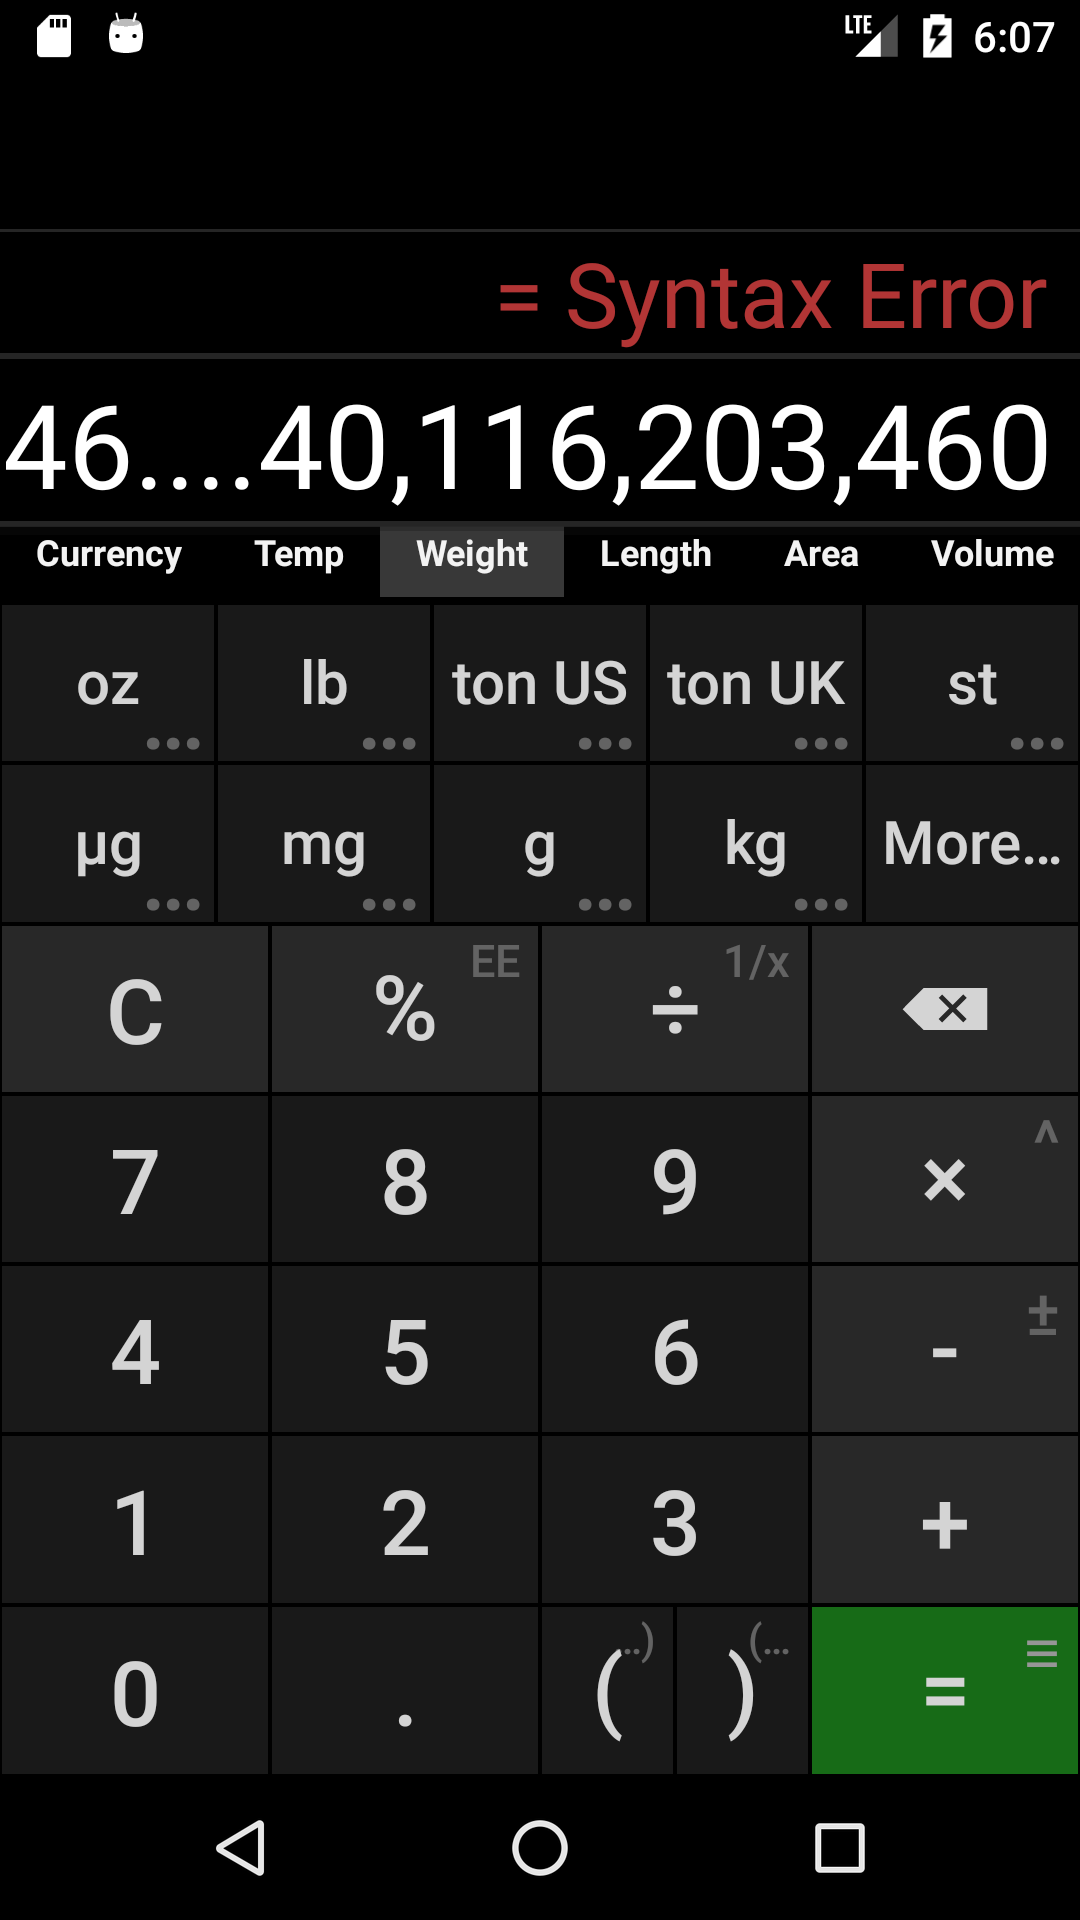 LTE 6:07
= Syntax Error
46....40,116,203,460
Currency Temp Weight Length Area Volume
oz lb ton US ton UK st
µg mg g kg More...
C % EE ÷ 1/x
7 8 9 × ^
4 5 6 - ±
1 2 3 +
0 . ( ..) ) (... =